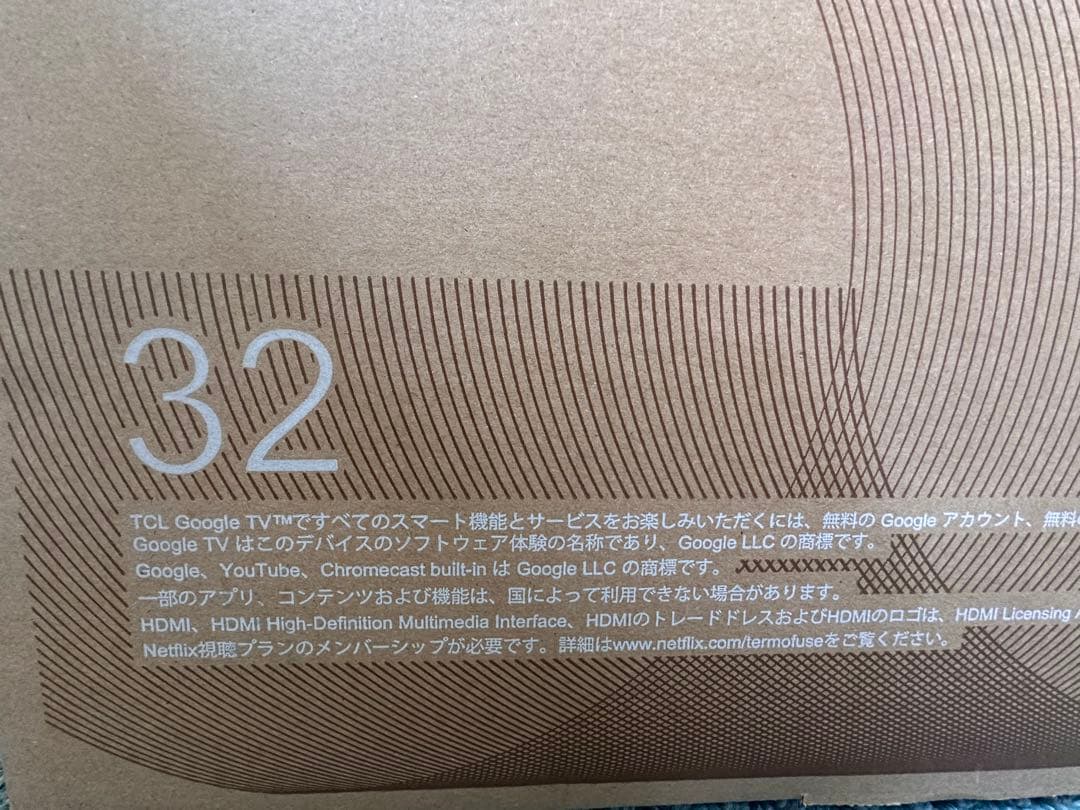 32
TCL Google TV™ですべてのスマート機能とサービスをお楽しみいただくには、無料の Google アカウント、無料
Google TV はこのデバイスのソフトウェア体験の名称であり、Google LLC の商標です。
Google、YouTube、Chromecast built-in は Google LLC の商標です。
一部のアプリ、コンテンツおよび機能は、国によって利用できない場合があります。
HDMI、HDMI High-Definition Multimedia Interface、HDMIのトレードドレスおよびHDMIのロゴは、HDMI Licensing
Netflix視聴プランのメンバーシップが必要です。詳細はwww.netflix.com/termofuseをご覧ください。